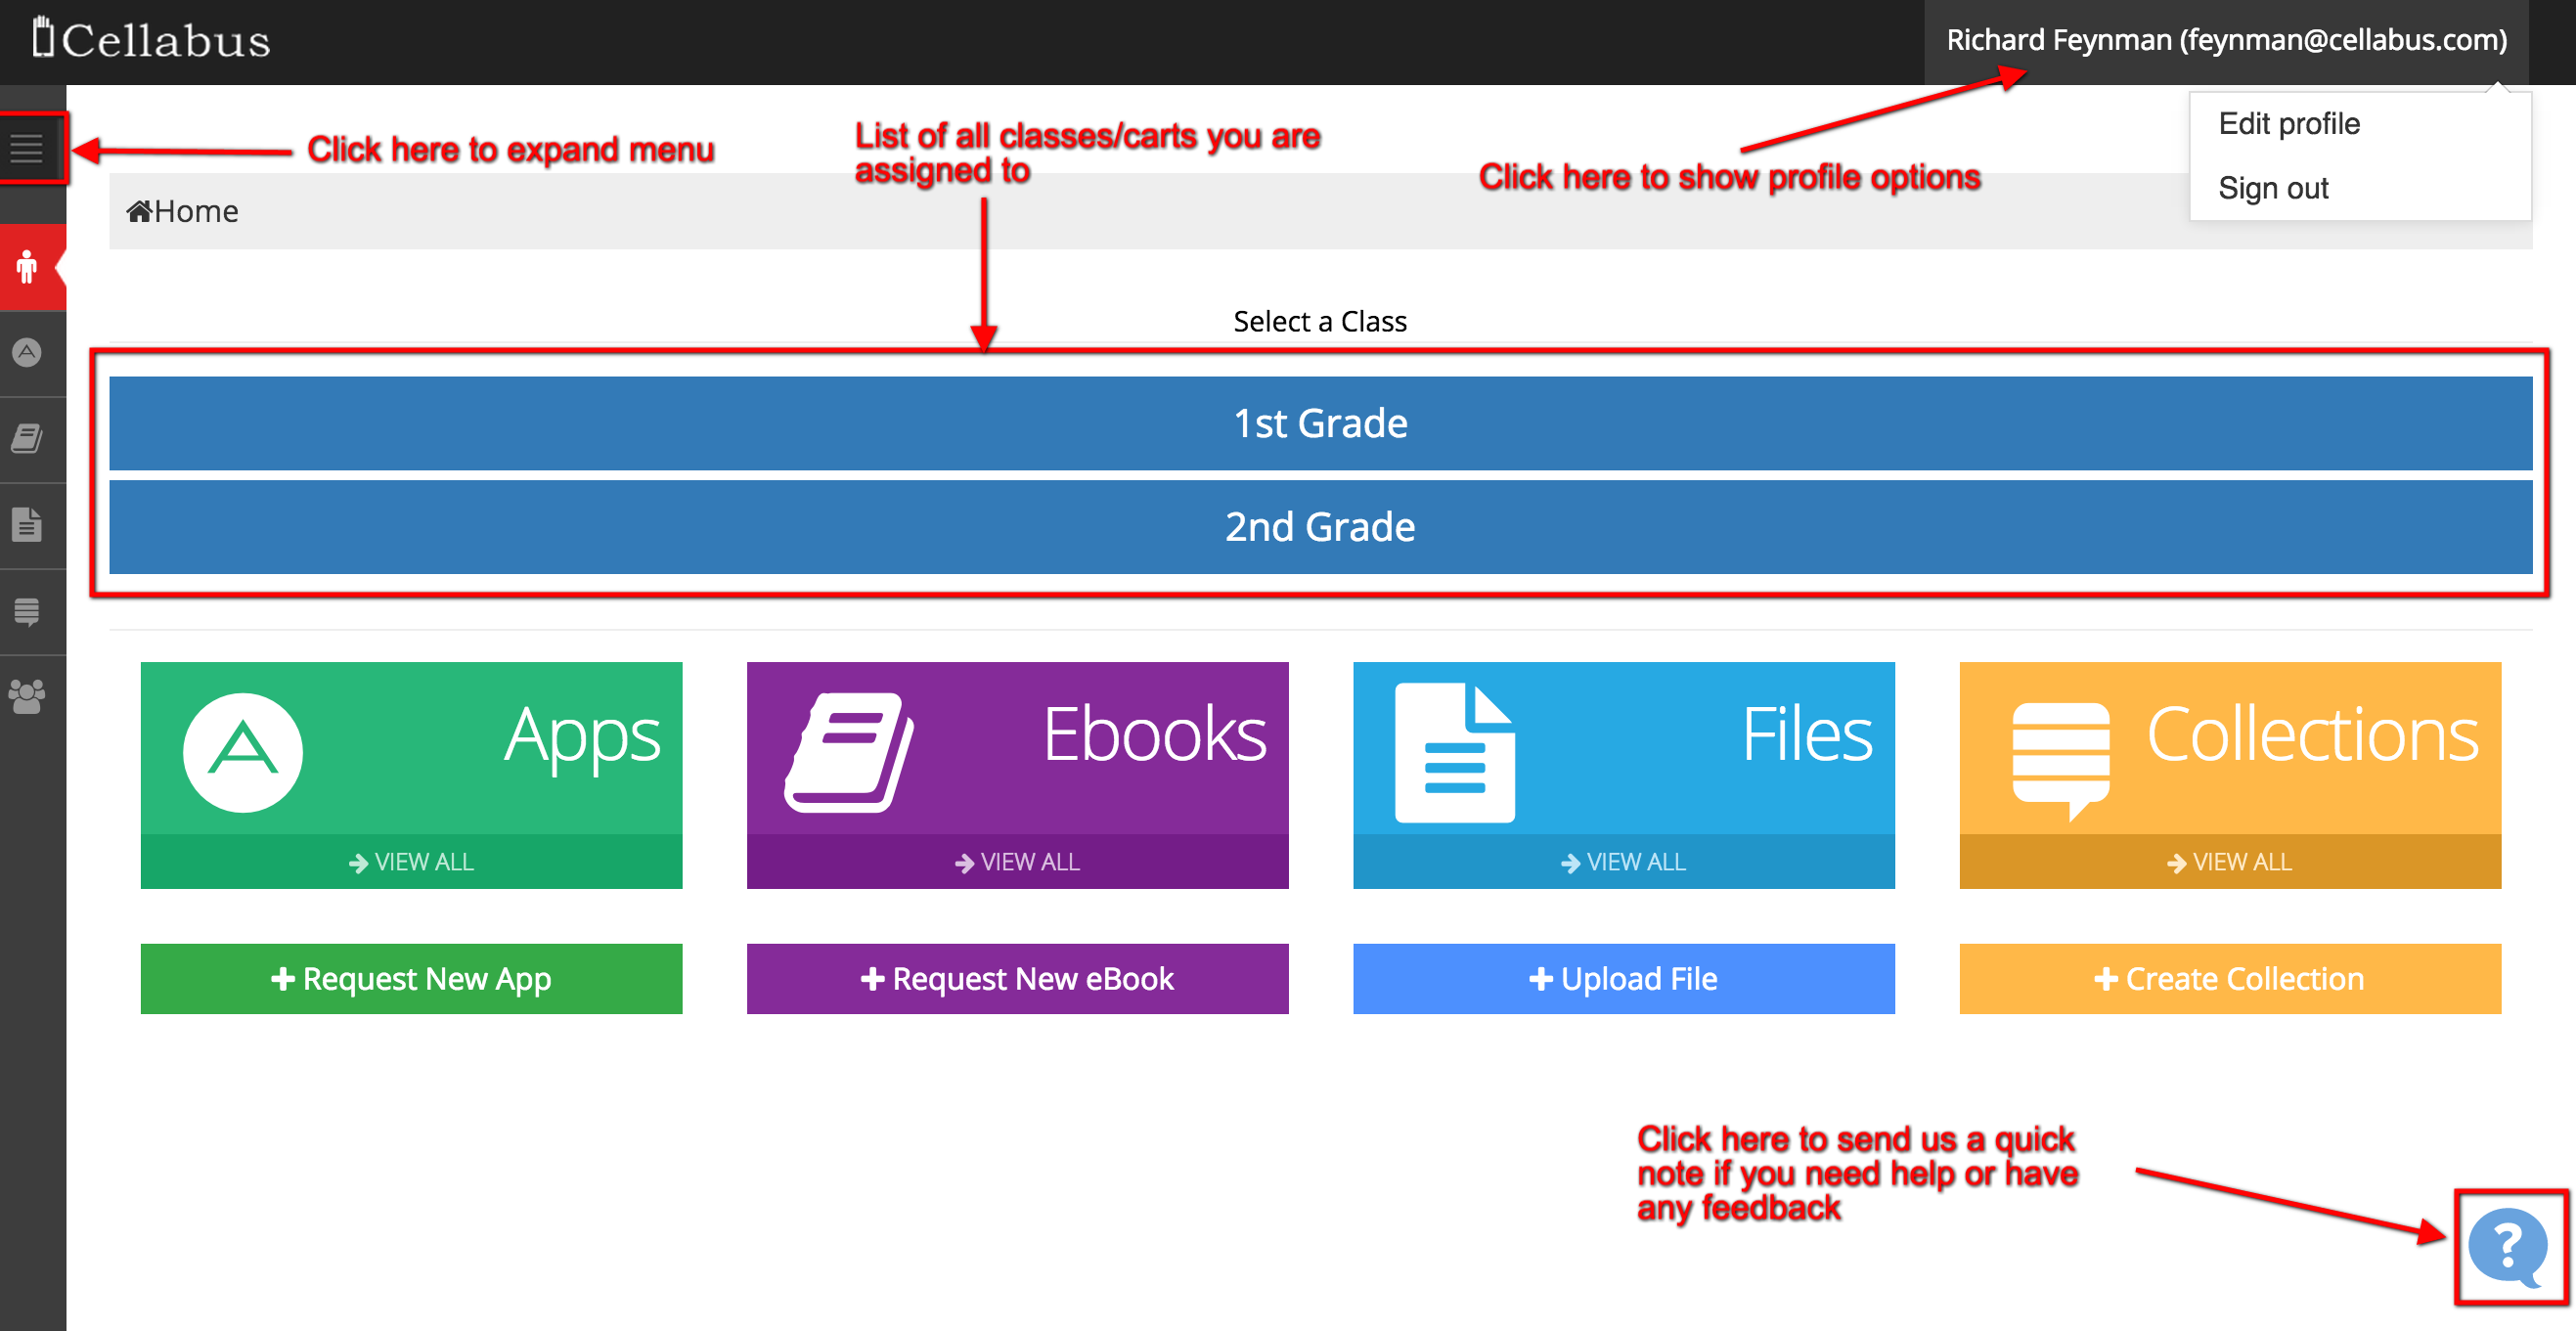 Cellabus
Richard Feynman (feynman@cellabus.com)
Edit profile
Sign out
Click here to expand menu
List of all classes/carts you are
assigned to
Click here to show profile options
Home
Select a Class
1st Grade
2nd Grade
Apps
VIEW ALL
Ebooks
VIEW ALL
Files
VIEW ALL
Collections
VIEW ALL
+ Request New App
+ Request New eBook
+ Upload File
+ Create Collection
Click here to send us a quick
note if you need help or have
any feedback
?